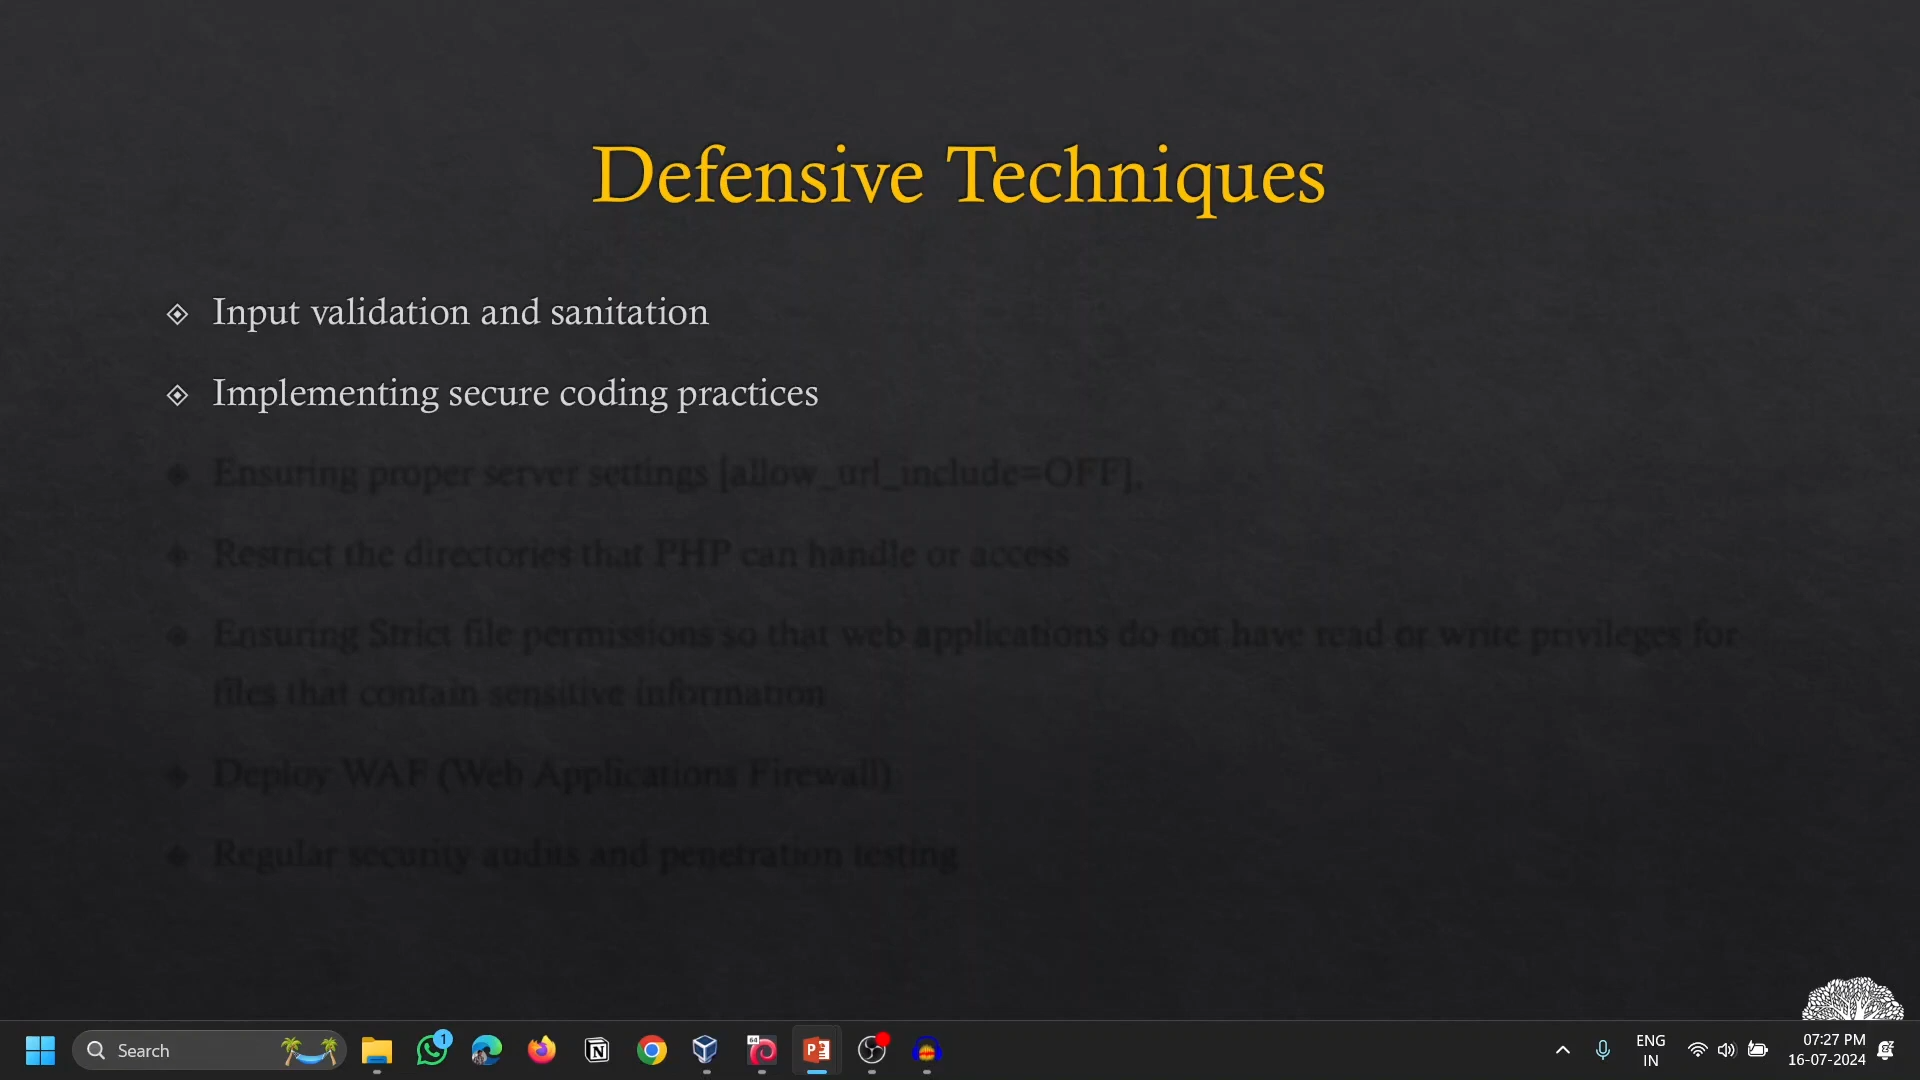 Defensive Techniques
Input validation and sanitation
Implementing secure coding practices
Ensuring proper server settings [allow_url_include=OFF],
Restrict the directories that PHP can handle or access
Ensuring Strict file permissions so that web applications do not have read or write privileges for
files that contain sensitive information
Deploy WAF (Web Applications Firewall)
Regular security audits and penetration testing
Search
1
64
ENG
IN
07:27 PM
16-07-2024